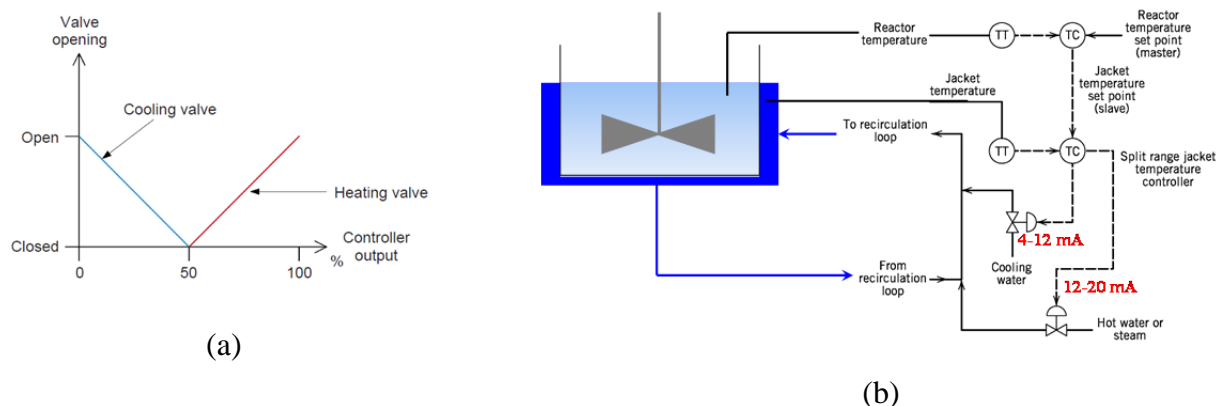 Valve
opening
Cooling valve
Open
Heating valve
Closed
Controller
output
%
0
50
100
(a)
Reactor
temperature
TT
TC
Reactor
temperature
set point
(master)
Jacket
temperature
Jacket
temperature
set point
(slave)
To recirculation
loop
TT
TC
Split range jacket
temperature
controller
4-12 mA
Cooling
water
From
recirculation
loop
12-20 mA
Hot water or
steam
(b)